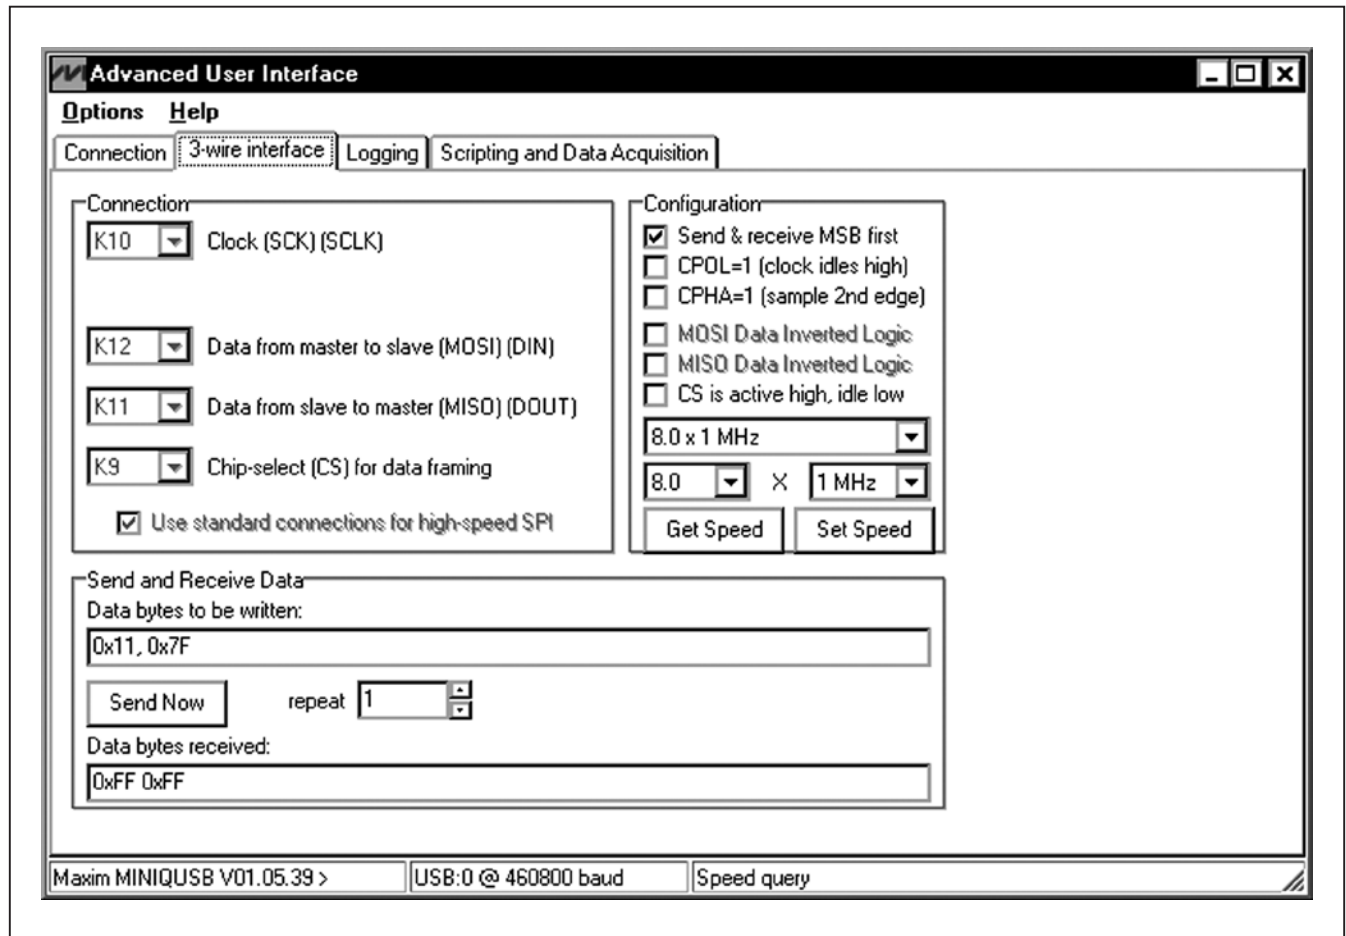 Advanced User Interface
Options Help
Connection 3-wire interface Logging Scripting and Data Acquisition
Connection
K10 Clock (SCK) (SCLK)
K12 Data from master to slave (MOSI) (DIN)
K11 Data from slave to master (MISO) (DOUT)
K9 Chip-select (CS) for data framing
Use standard connections for high-speed SPI
Configuration
Send & receive MSB first
CPOL=1 (clock idles high)
CPHA=1 (sample 2nd edge)
MOSI Data Inverted Logic
MISO Data Inverted Logic
CS is active high, idle low
8.0 x 1 MHz
8.0 X 1 MHz
Get Speed Set Speed
Send and Receive Data
Data bytes to be written:
0x11, 0x7F
Send Now repeat 1
Data bytes received:
0xFF 0xFF
Maxim MINIQUSB V01.05.39 > USB:0 @ 460800 baud Speed query